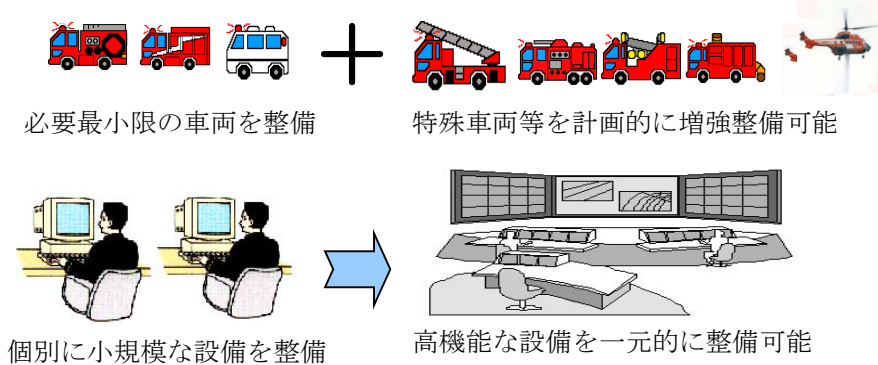 必要最小限の車両を整備
特殊車両等を計画的に増強整備可能
個別に小規模な設備を整備
高機能な設備を一元的に整備可能